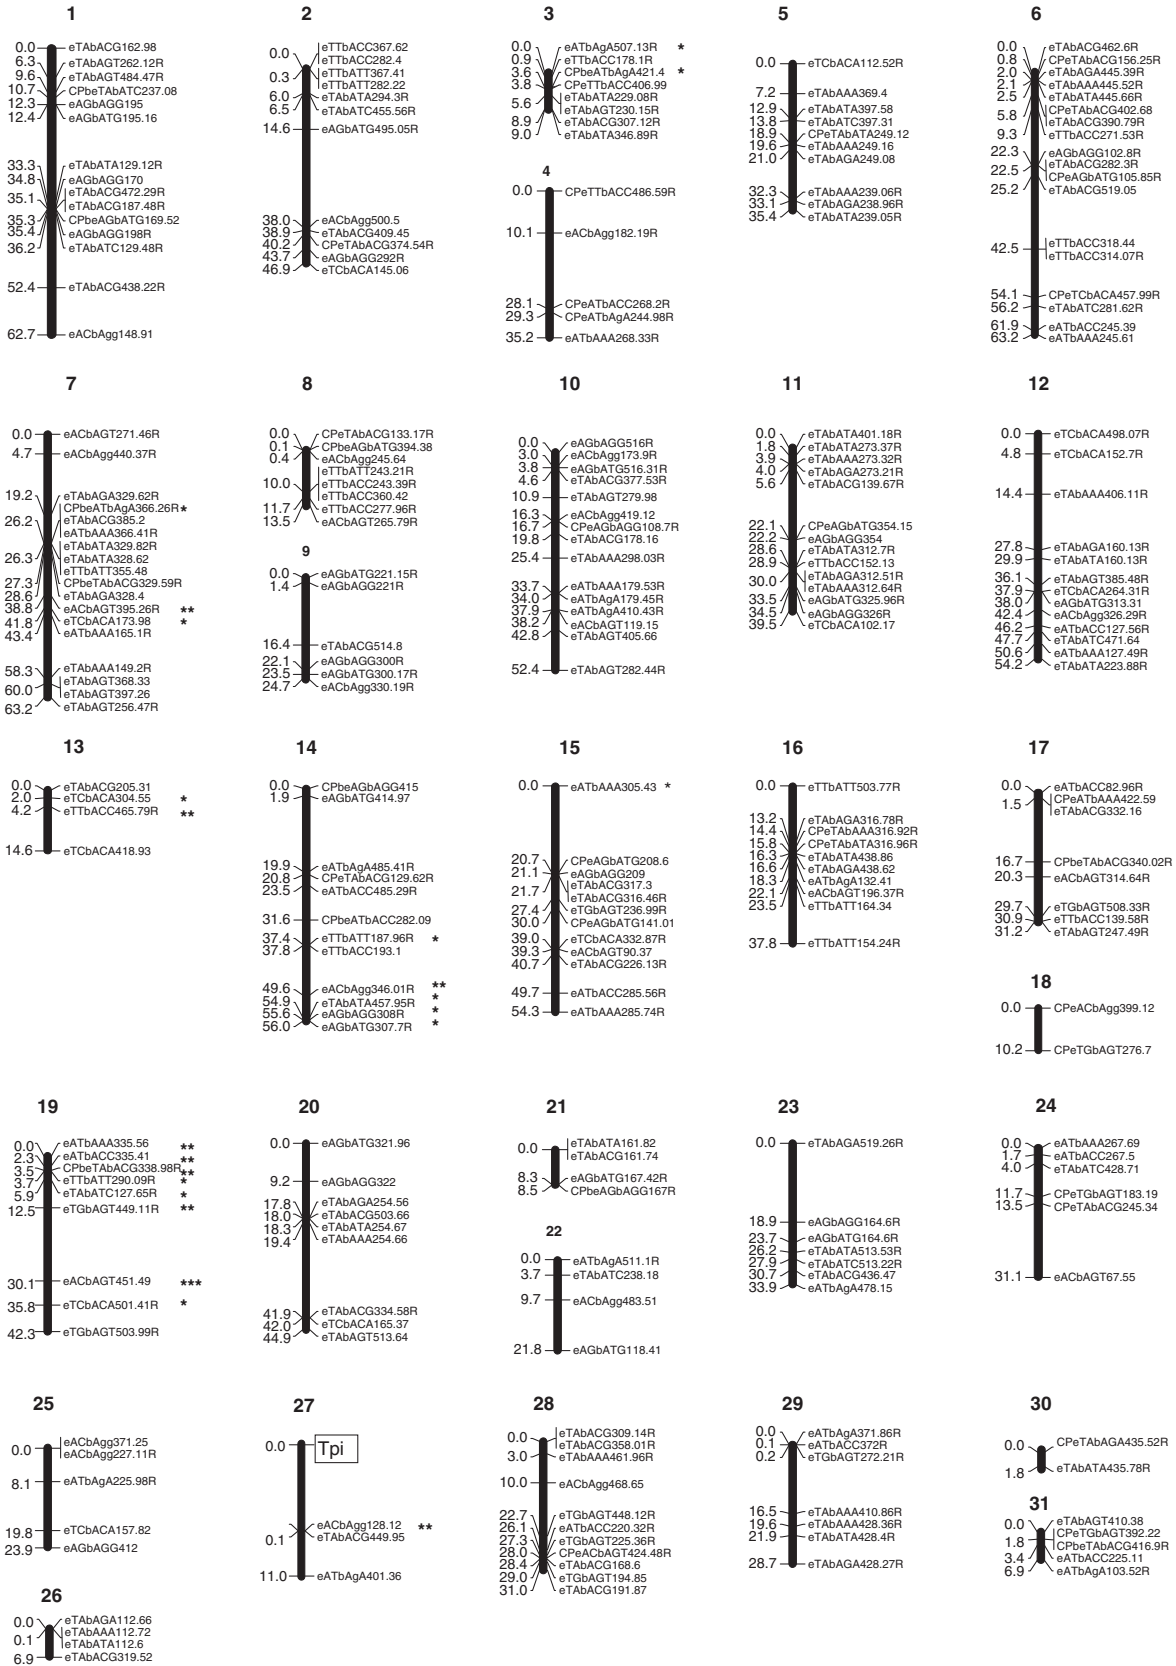 1
0.0 eTAbACG162.98
6.3 eTAbAGT262.12R
9.6 eTAbAGT484.47R
10.7 CPbeTAbATC237.08
12.3 eAGbAGG195
12.4 eAGbATG195.16
33.3 eTAbATA129.12R
34.8 eAGbAGG170
35.1 eTAbACG472.29R
eTAbACG187.48R
35.3 CPbeAGbATG169.52
35.4 eAGbAGG198R
36.2 eTAbATC129.48R
52.4 eTAbACG438.22R
62.7 eACbAgg148.91
2
0.0 eTTbACC367.62
eTTbACC282.4
0.3 eTTbATT367.41
eTTbATT282.22
6.0 eTAbATA294.3R
6.5 eTAbATC455.56R
14.6 eAGbATG495.05R
38.0 eACbAgg500.5
38.9 eTAbACG409.45
40.2 CPeTAbACG374.54R
43.7 eAGbAGG292R
46.9 eTCbACA145.06
3
0.0 eATbAgA507.13R *
0.9 eTTbACC178.1R
3.6 CPbeATbAgA421.4 *
3.8 CPeTTbACC406.99
5.6 eTAbATA229.08R
eTAbAGT230.15R
8.9 eTAbACG307.12R
9.0 eTAbATA346.89R
4
0.0 CPeTTbACC486.59R
10.1 eACbAgg182.19R
28.1 CPeATbACC268.2R
29.3 CPeATbAgA244.98R
35.2 eATbAAA268.33R
5
0.0 eTCbACA112.52R
7.2 eTAbAAA369.4
12.9 eTAbATA397.58
13.8 eTAbATC397.31
18.9 CPeTAbATA249.12
19.6 eTAbAAA249.16
21.0 eTAbAGA249.08
32.3 eTAbAAA239.06R
33.1 eTAbAGA238.96R
35.4 eTAbATA239.05R
6
0.0 eTAbACG462.6R
0.8 CPeTAbACG156.25R
2.0 eTAbAGA445.39R
2.1 eTAbAAA445.52R
2.5 eTAbATA445.66R
5.8 CPeTAbACG402.68
eTAbACG390.79R
9.3 eTTbACC271.53R
22.3 eAGbAGG102.8R
22.5 eTAbACG282.3R
CPeAGbATG105.85R
25.2 eTAbACG519.05
42.5 eTTbACC318.44
eTTbACC314.07R
54.1 CPeTCbACA457.99R
56.2 eTAbATC281.62R
61.9 eATbACC245.39
63.2 eATbAAA245.61
7
0.0 eACbAGT271.46R
4.7 eACbAgg440.37R
19.2 eTAbAGA329.62R
26.2 CPbeATbAgA366.26R *
eTAbACG385.2
eATbAAA366.41R
26.3 eTAbATA329.82R
eTAbATA328.62
eTTbATT355.48
27.3 CPbeTAbACG329.59R
28.6 eTAbAGA328.4
38.8 eACbAGT395.26R **
41.8 eTCbACA173.98 *
43.4 eATbAAA165.1R
58.3 eTAbAAA149.2R
60.0 eTAbAGT368.33
eTAbAGT397.26
63.2 eTAbAGT256.47R
8
0.0 CPeTAbACG133.17R
0.1 CPbeAGbATG394.38
0.4 eACbAgg245.64
10.0 eTTbATT243.21R
eTTbACC243.39R
eTTbACC360.42
11.7 eTTbACC277.96R
13.5 eACbAGT265.79R
9
0.0 eAGbATG221.15R
1.4 eAGbAGG221R
16.4 eTAbACG514.8
22.1 eAGbAGG300R
23.5 eAGbATG300.17R
24.7 eACbAgg330.19R
10
0.0 eAGbAGG516R
3.0 eACbAgg173.9R
3.8 eAGbATG516.31R
4.6 eTAbACG377.53R
10.9 eTAbAGT279.98
16.3 eACbAgg419.12
16.7 CPeAGbAGG108.7R
19.8 eTAbACG178.16
25.4 eTAbAAA298.03R
33.7 eATbAAA179.53R
34.0 eATbAgA179.45R
37.9 eATbAgA410.43R
38.2 eACbAGT119.15
42.8 eTAbAGT405.66
52.4 eTAbAGT282.44R
11
0.0 eTAbATA401.18R
1.8 eTAbATA273.37R
3.9 eTAbAAA273.32R
4.0 eTAbAGA273.21R
5.6 eTAbACG139.67R
22.1 CPeAGbATG354.15
22.2 eAGbAGG354
28.6 eTAbATA312.7R
28.9 eTTbACC152.13
30.0 eTAbAGA312.51R
eTAbAAA312.64R
33.5 eAGbATG325.96R
34.5 eAGbAGG326R
39.5 eTCbACA102.17
12
0.0 eTCbACA498.07R
4.8 eTCbACA152.7R
14.4 eTAbAAA406.11R
27.8 eTAbAGA160.13R
29.9 eTAbATA160.13R
36.1 eTAbAGT385.48R
37.9 eTCbACA264.31R
38.0 eAGbATG313.31
42.4 eACbAgg326.29R
46.2 eATbACC127.56R
47.7 eTAbATC471.64
50.6 eATbAAA127.49R
54.2 eTAbATA223.88R
13
0.0 eTAbACG205.31
2.0 eTCbACA304.55 *
4.2 eTTbACC465.79R **
14.6 eTCbACA418.93
14
0.0 CPbeAGbAGG415
1.9 eAGbATG414.97
19.9 eATbAgA485.41R
20.8 CPeTAbACG129.62R
23.5 eATbACC485.29R
31.6 CPbeATbACC282.09
37.4 eTTbATT187.96R *
37.8 eTTbACC193.1
49.6 eACbAgg346.01R **
54.9 eTAbATA457.95R *
55.6 eAGbAGG308R *
56.0 eAGbATG307.7R *
15
0.0 eATbAAA305.43 *
20.7 CPeAGbATG208.6
21.1 eAGbAGG209
21.7 eTAbACG317.3
eTAbACG316.46R
27.4 eTGbAGT236.99R
30.0 CPeAGbATG141.01
39.0 eTCbACA332.87R
39.3 eACbAGT90.37
40.7 eTAbACG226.13R
49.7 eATbACC285.56R
54.3 eATbAAA285.74R
16
0.0 eTTbATT503.77R
13.2 eTAbAGA316.78R
14.4 CPeTAbAAA316.92R
15.8 CPeTAbATA316.96R
16.3 eTAbATA438.86
16.6 eTAbAGA438.62
18.3 eATbAgA132.41
22.1 eACbAGT196.37R
23.5 eTTbATT164.34
37.8 eTTbATT154.24R
17
0.0 eATbACC82.96R
1.5 CPeATbAAA422.59
eTAbACG332.16
16.7 CPbeTAbACG340.02R
20.3 eACbAGT314.64R
29.7 eTGbAGT508.33R
30.9 eTTbACC139.58R
31.2 eTAbAGT247.49R
18
0.0 CPeACbAgg399.12
10.2 CPeTGbAGT276.7
19
0.0 eATbAAA335.56 **
2.3 eATbACC335.41 **
3.5 CPbeTAbACG338.98R **
3.7 eTTbATT290.09R *
5.9 eTAbATC127.65R *
12.5 eTGbAGT449.11R **
30.1 eACbAGT451.49 ***
35.8 eTCbACA501.41R *
42.3 eTGbAGT503.99R
20
0.0 eAGbATG321.96
9.2 eAGbAGG322
17.8 eTAbAGA254.56
18.0 eTAbACG503.66
18.3 eTAbATA254.67
19.4 eTAbAAA254.66
41.9 eTAbACG334.58R
42.0 eTCbACA165.37
44.9 eTAbAGT513.64
21
0.0 eTAbATA161.82
eTAbACG161.74
8.3 eAGbATG167.42R
8.5 CPbeAGbAGG167R
22
0.0 eATbAgA511.1R
3.7 eTAbATC238.18
9.7 eACbAgg483.51
21.8 eAGbATG118.41
23
0.0 eTAbAGA519.26R
18.9 eAGbAGG164.6R
23.7 eAGbATG164.6R
26.2 eTAbATA513.53R
27.9 eTAbATC513.22R
30.7 eTAbACG436.47
33.9 eATbAgA478.15
24
0.0 eATbAAA267.69
1.7 eATbACC267.5
4.0 eTAbATC428.71
11.7 CPeTGbAGT183.19
13.5 CPeTAbACG245.34
31.1 eACbAGT67.55
25
0.0 eACbAgg371.25
eACbAgg227.11R
8.1 eATbAgA225.98R
19.8 eTCbACA157.82
23.9 eAGbAGG412
26
0.0 eTAbAGA112.66
0.1 eTAbAAA112.72
eTAbATA112.6
6.9 eTAbACG319.52
27
0.0 Tpi
eACbAgg128.12 **
0.1 eTAbACG449.95
11.0 eATbAgA401.36
28
0.0 eTAbACG309.14R
eTAbACG358.01R
3.0 eTAbAAA461.96R
10.0 eACbAgg468.65
22.7 eTGbAGT448.12R
26.1 eATbACC220.32R
27.3 eTGbAGT225.36R
28.0 CPeACbAGT424.48R
28.4 eTAbACG168.6
29.0 eTGbAGT194.85
31.0 eTAbACG191.87
29
0.0 eATbAgA371.86R
0.1 eATbACC372R
0.2 eTGbAGT272.21R
16.5 eTAbAAA410.86R
19.6 eTAbAAA428.36R
21.9 eTAbATA428.4R
28.7 eTAbAGA428.27R
30
0.0 CPeTAbAGA435.52R
1.8 eTAbATA435.78R
31
0.0 eTAbAGT410.38
1.8 CPeTGbAGT392.22
CPbeTAbACG416.9R
3.4 eATbACC225.11
6.9 eATbAgA103.52R